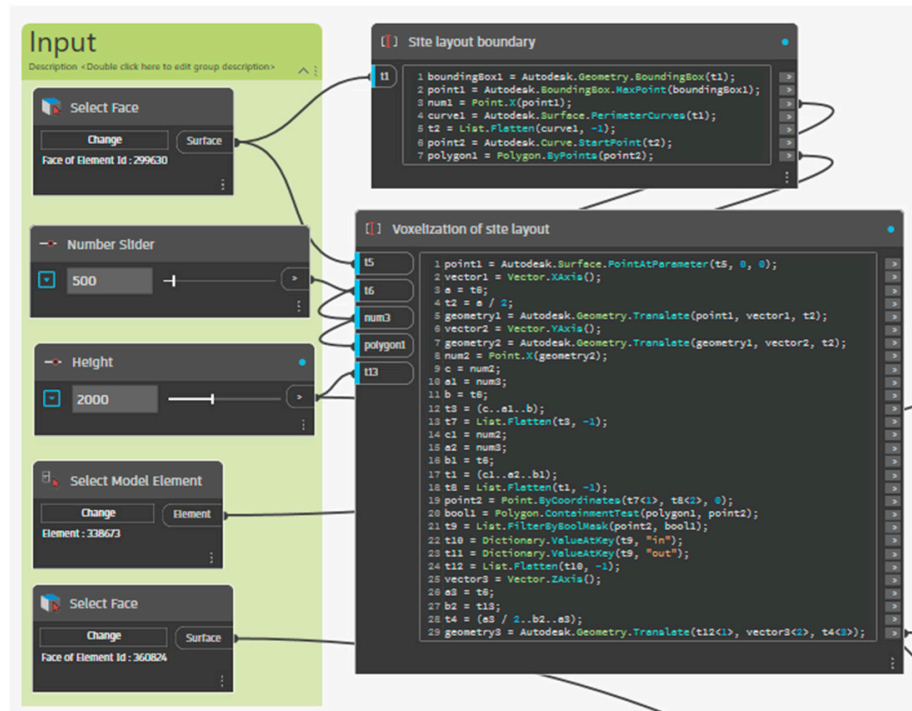 Input
Description <Double click here to edit group description>
Select Face
Change
Surface
Face of Element Id : 299630
Number Slider
500
>
Height
2000
>
Select Model Element
Change
Element
Element : 338673
Select Face
Change
Surface
Face of Element Id : 360824
Site layout boundary
t1
1 boundingBox1 = Autodesk.Geometry.BoundingBox(t1);
2 point1 = Autodesk.BoundingBox.MaxPoint(boundingBox1);
3 num1 = Point.X(point1);
4 curve1 = Autodesk.Surface.PerimeterCurves(t1);
5 t2 = List.Flatten(curve1, -1);
6 point2 = Autodesk.Curve.StartPoint(t2);
7 polygon1 = Polygon.ByPoints(point2);
Voxelization of site layout
t5
t6
num3
polygon1
t13
1 point1 = Autodesk.Surface.PointAtParameter(t5, 0, 0);
2 vector1 = Vector.XAxis();
3 a = t6;
4 t2 = a / 2;
5 geometry1 = Autodesk.Geometry.Translate(point1, vector1, t2);
6 vector2 = Vector.YAxis();
7 geometry2 = Autodesk.Geometry.Translate(geometry1, vector2, t2);
8 num2 = Point.X(geometry2);
9 c = num2;
10 a1 = num3;
11 b = t6;
12 t3 = (c..a1..b);
13 t7 = List.Flatten(t3, -1);
14 c1 = num2;
15 a2 = num3;
16 b1 = t6;
17 t1 = (c1..a2..b1);
18 t8 = List.Flatten(t1, -1);
19 point2 = Point.ByCoordinates(t7<1>, t8<2>, 0);
20 bool1 = Polygon.ContainmentTest(polygon1, point2);
21 t9 = List.FilterByBoolMask(point2, bool1);
22 t10 = Dictionary.ValueAtKey(t9, "in");
23 t11 = Dictionary.ValueAtKey(t9, "out");
24 t12 = List.Flatten(t10, -1);
25 vector3 = Vector.ZAxis();
26 a3 = t6;
27 b2 = t13;
28 t4 = (a3 / 2..b2..a3);
29 geometry3 = Autodesk.Geometry.Translate(t12<1>, vector3<2>, t4<3>);